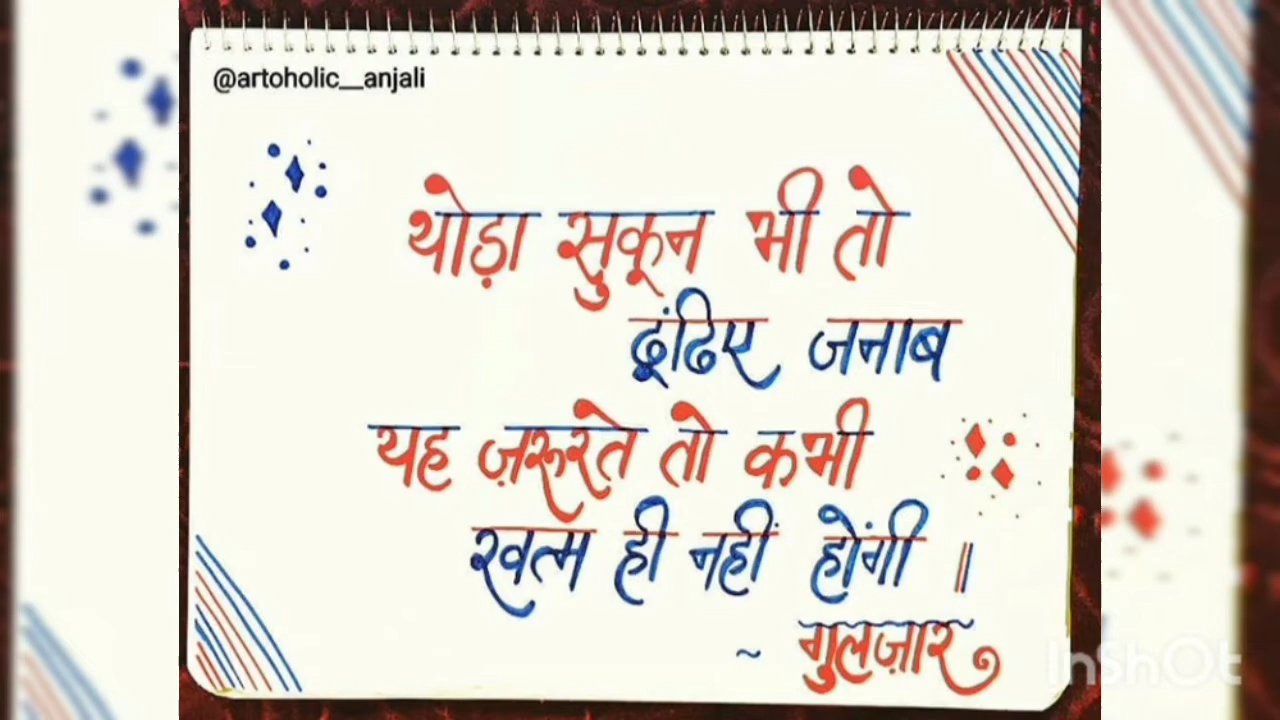 @artoholic__anjali
थोड़ा सुकून भी तो
ढूंढिए जनाब
यह ज़रूरते तो कभी
खत्म ही नहीं होंगी ॥
~ गुलज़ार
InShOt